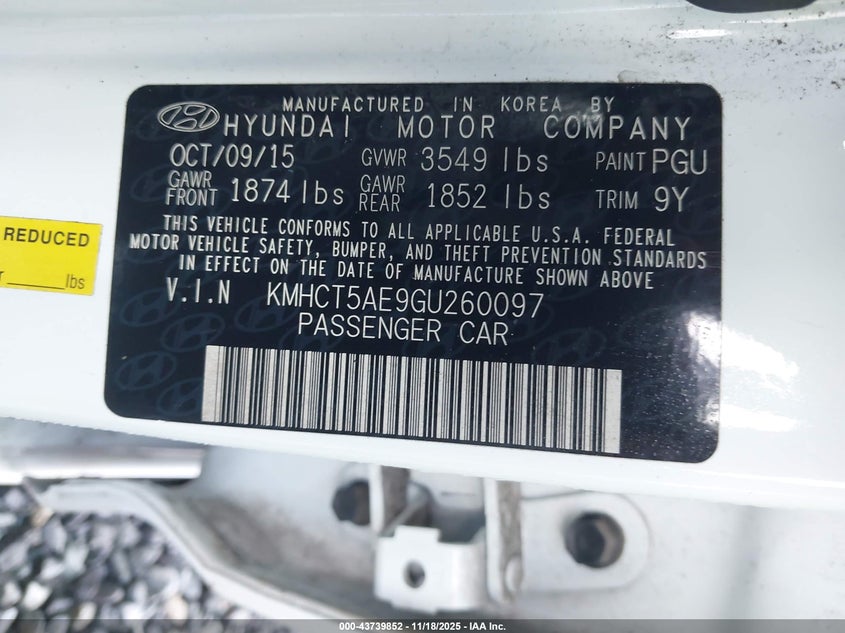 MANUFACTURED IN KOREA BY
HYUNDAI MOTOR COMPANY
OCT/09/15 GVWR 3549 lbs PAINT PGU
GAWR FRONT 1874 lbs GAWR REAR 1852 lbs TRIM 9Y
THIS VEHICLE CONFORMS TO ALL APPLICABLE U.S.A. FEDERAL
MOTOR VEHICLE SAFETY, BUMPER, AND THEFT PREVENTION STANDARDS
IN EFFECT ON THE DATE OF MANUFACTURE SHOWN ABOVE
V.I.N KMHCT5AE9GU260097
PASSENGER CAR
REDUCED
lbs
000-43739852 | 11/18/2025 - IAA Inc.